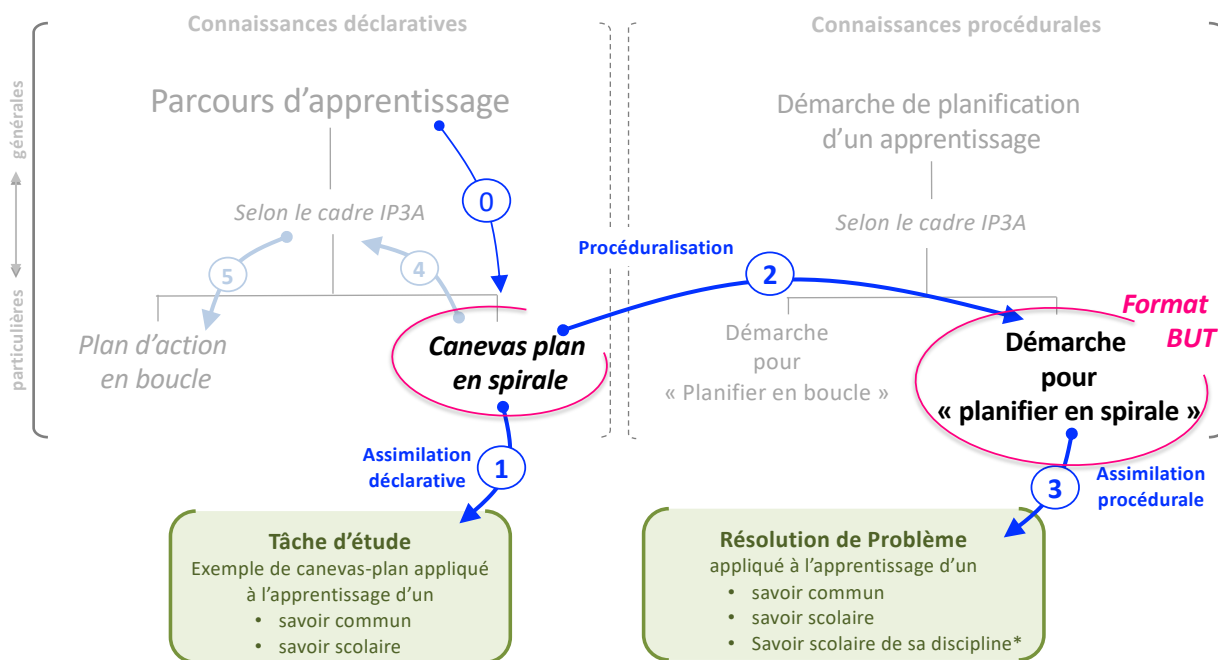 Connaissances déclaratives
Connaissances procédurales
générales
particulières
Parcours d'apprentissage
Démarche de planification
d'un apprentissage
0
Selon le cadre IP3A
Selon le cadre IP3A
5
4
Procéduralisation
2
Plan d'action
en boucle
Canevas plan
en spirale
Démarche
pour
« Planifier en boucle »
Format
BUT
Démarche
pour
« planifier en spirale »
Assimilation
déclarative
1
3
Assimilation
procédurale
Tâche d'étude
Exemple de canevas-plan appliqué
à l'apprentissage d'un
• savoir commun
• savoir scolaire
Résolution de Problème
appliqué à l'apprentissage d'un
• savoir commun
• savoir scolaire
• Savoir scolaire de sa discipline*